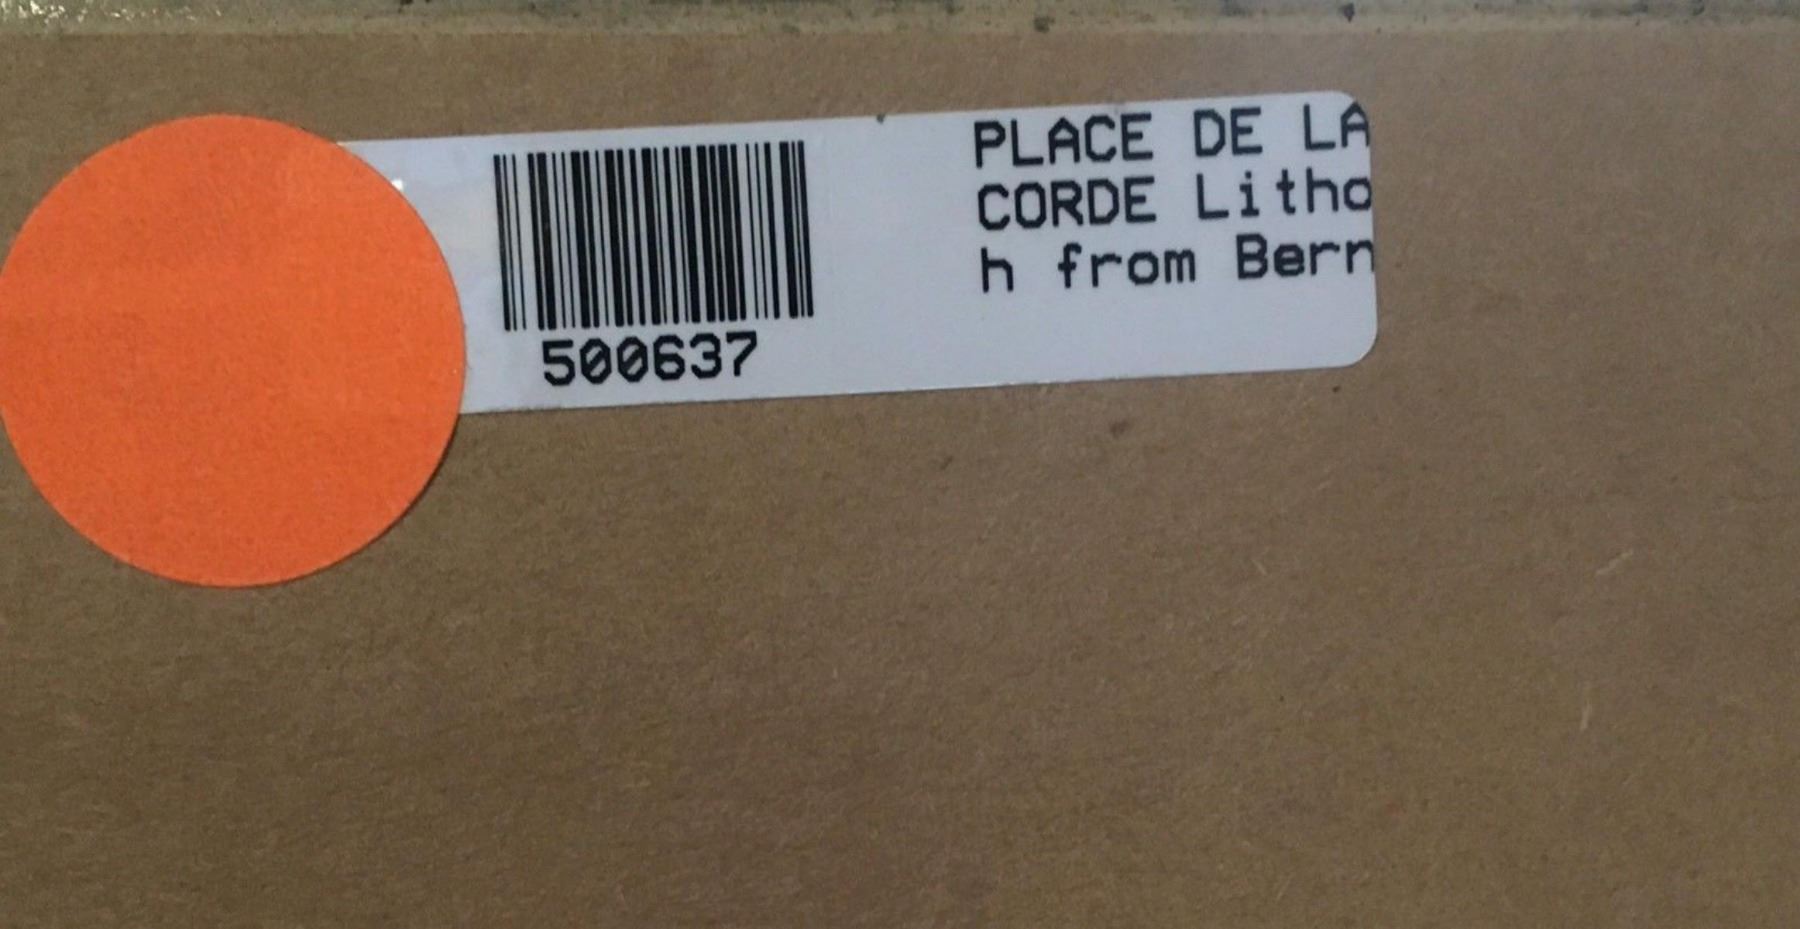 PLACE DE LA
CORDE Litho
h from Bern
500637